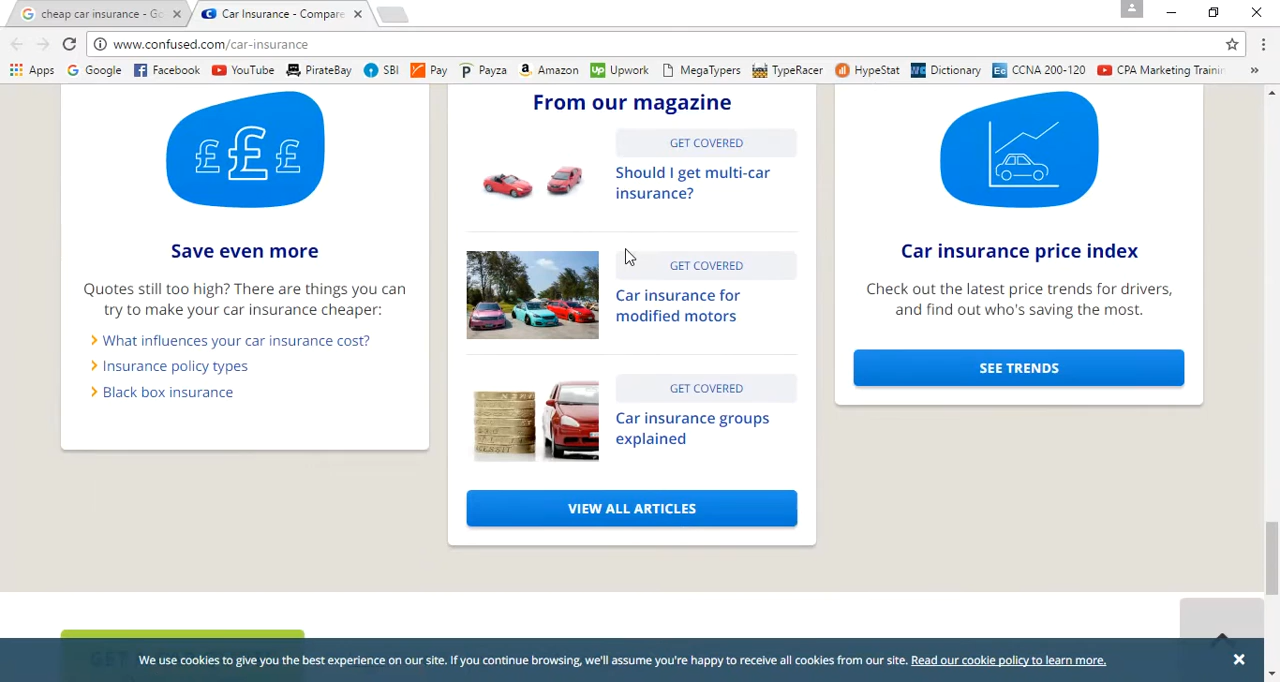 cheap car insurance - Go
Car Insurance - Compare
www.confused.com/car-insurance
Apps Google Facebook YouTube PirateBay SBI Pay Payza Amazon Upwork MegaTypers TypeRacer HypeStat Dictionary CCNA 200-120 CPA Marketing Trainin »
£ £ £
Save even more
Quotes still too high? There are things you can
try to make your car insurance cheaper:
What influences your car insurance cost?
Insurance policy types
Black box insurance
From our magazine
GET COVERED
Should I get multi-car
insurance?
GET COVERED
Car insurance for
modified motors
GET COVERED
Car insurance groups
explained
VIEW ALL ARTICLES
Car insurance price index
Check out the latest price trends for drivers,
and find out who's saving the most.
SEE TRENDS
We use cookies to give you the best experience on our site. If you continue browsing, we'll assume you're happy to receive all cookies from our site. Read our cookie policy to learn more.